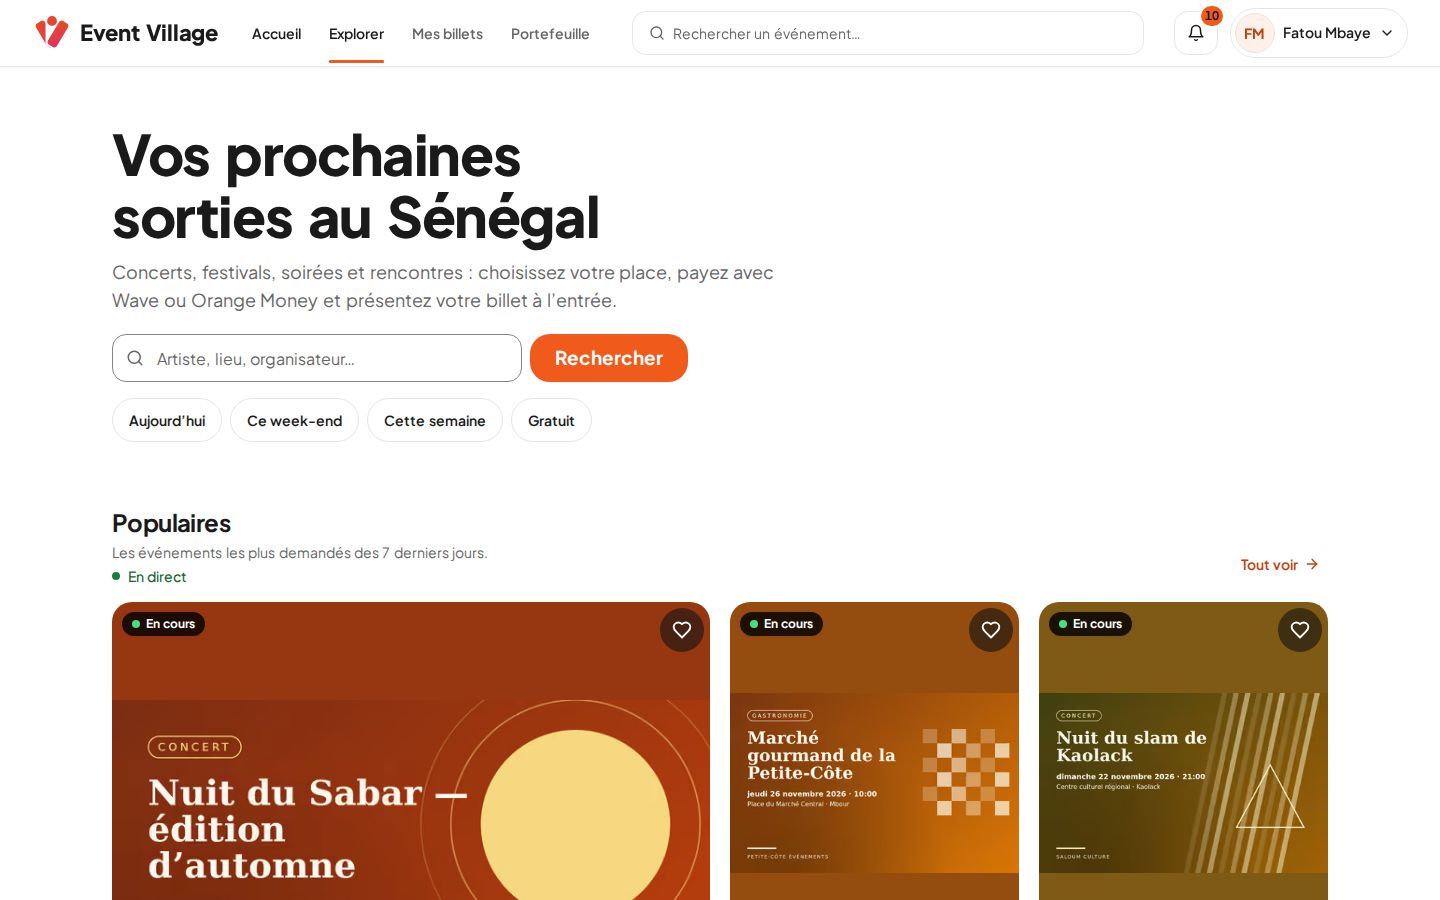 Event Village
Accueil
Explorer
Mes billets
Portefeuille
Rechercher un événement…
10
FM
Fatou Mbaye
Vos prochaines
sorties au Sénégal
Concerts, festivals, soirées et rencontres : choisissez votre place, payez avec
Wave ou Orange Money et présentez votre billet à l’entrée.
Artiste, lieu, organisateur…
Rechercher
Aujourd’hui
Ce week-end
Cette semaine
Gratuit
Populaires
Les événements les plus demandés des 7 derniers jours.
En direct
Tout voir
En cours
CONCERT
Nuit du Sabar —
édition
d’automne
En cours
GASTRONOMIE
Marché
gourmand de la
Petite-Côte
jeudi 26 novembre 2026 · 10:00
Place du Marché Central · Mbour
PETITE-CÔTE ÉVÉNEMENTS
En cours
CONCERT
Nuit du slam de
Kaolack
dimanche 22 novembre 2026 · 21:00
Centre culturel régional · Kaolack
SALOUM CULTURE